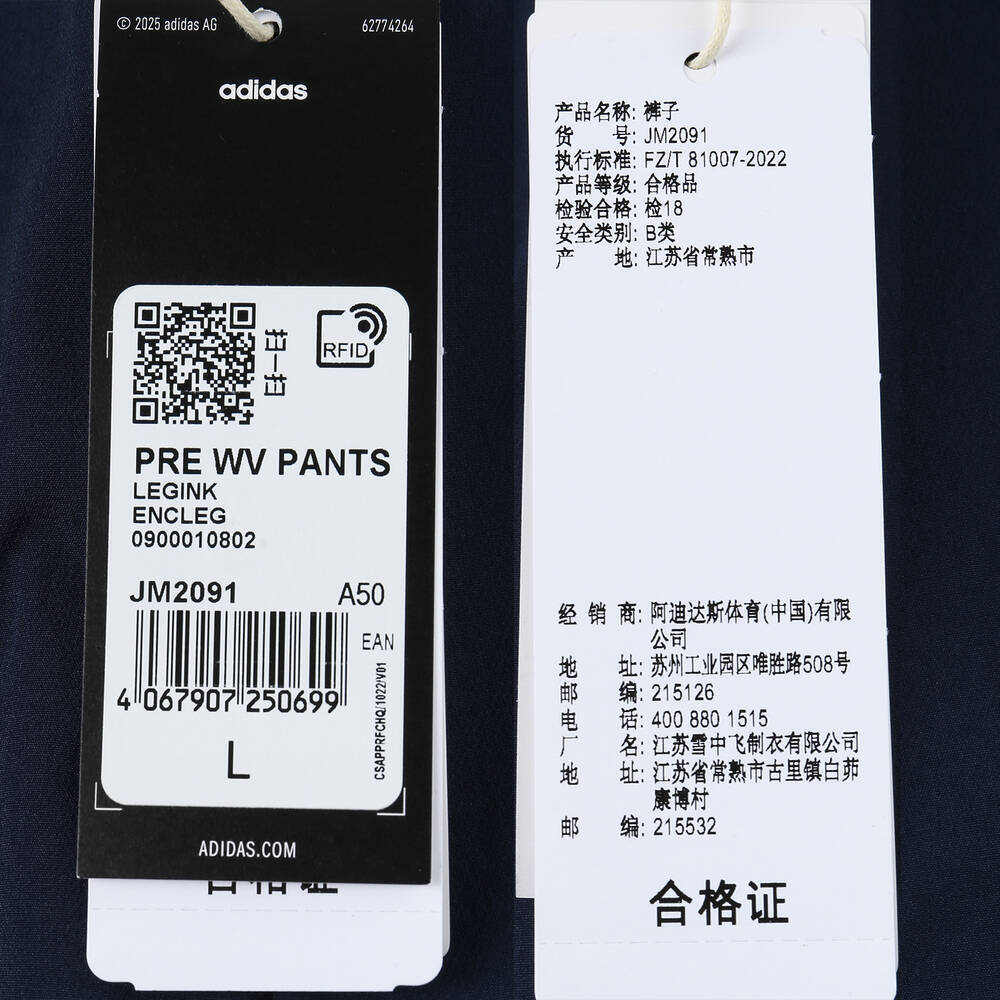 © 2025 adidas AG
62774264
adidas
扫一扫
RFID
PRE WV PANTS
LEGINK
ENCLEG
0900010802
JM2091
A50
EAN
4 067907 250699
CSAPPRFCHQ/1022/V01
L
ADIDAS.COM
合格证
产品名称: 裤子
货 号: JM2091
执行标准: FZ/T 81007-2022
产品等级: 合格品
检验合格: 检18
安全类别: B类
产 地: 江苏省常熟市
经 销 商: 阿迪达斯体育(中国)有限
公司
地 址: 苏州工业园区唯胜路508号
邮 编: 215126
电 话: 400 880 1515
厂 名: 江苏雪中飞制衣有限公司
地 址: 江苏省常熟市古里镇白茆
康博村
邮 编: 215532
合格证